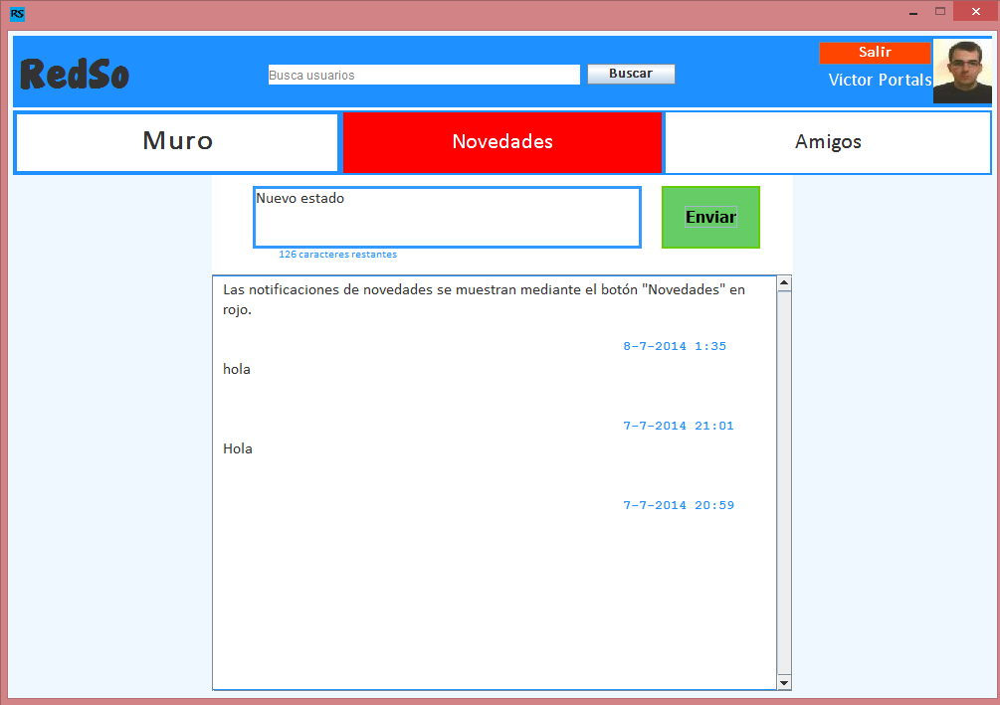 RS
RedSo
Busca usuarios
Buscar
Salir
Victor Portals
Muro
Novedades
Amigos
Nuevo estado
Enviar
126 caracteres restantes
Las notificaciones de novedades se muestran mediante el botón "Novedades" en
rojo.
8-7-2014 1:35
hola
7-7-2014 21:01
Hola
7-7-2014 20:59